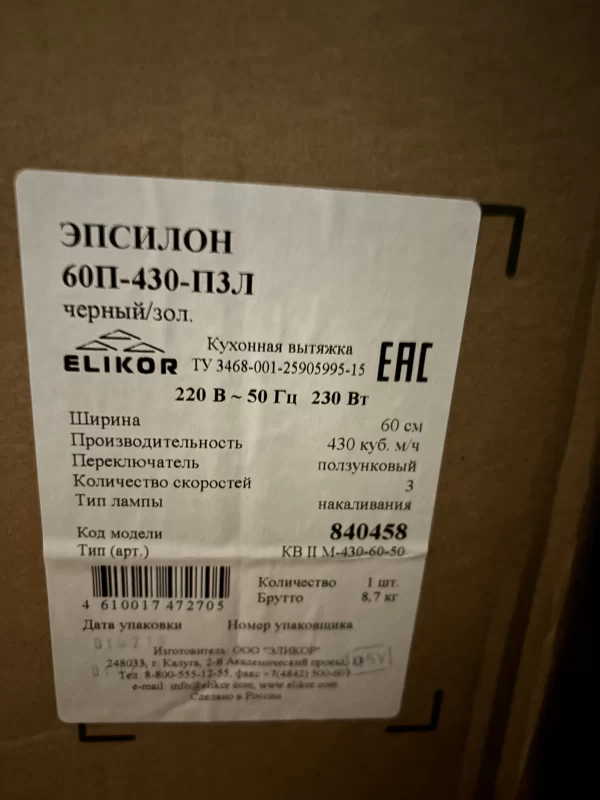 ЭПСИЛОН
60П-430-П3Л
черный/зол.
ELIKOR
Кухонная вытяжка
ТУ 3468-001-25905995-15
EAC
220 В ~ 50 Гц 230 Вт
Ширина 60 см
Производительность 430 куб. м/ч
Переключатель ползунковый
Количество скоростей 3
Тип лампы накаливания
Код модели 840458
Тип (арт.) КВ II М-430-60-50
4 610017 472705
Количество 1 шт.
Брутто 8,7 кг
Дата упаковки Номер упаковщика
Изготовитель: ООО "ЭЛИКОР"
248033, г. Калуга, 2-й Академический проезд,
Тел. 8-800-555-12-55, факс +7(4842)
e-mail: info@elikor.com, www.elikor.com
Сделано в России